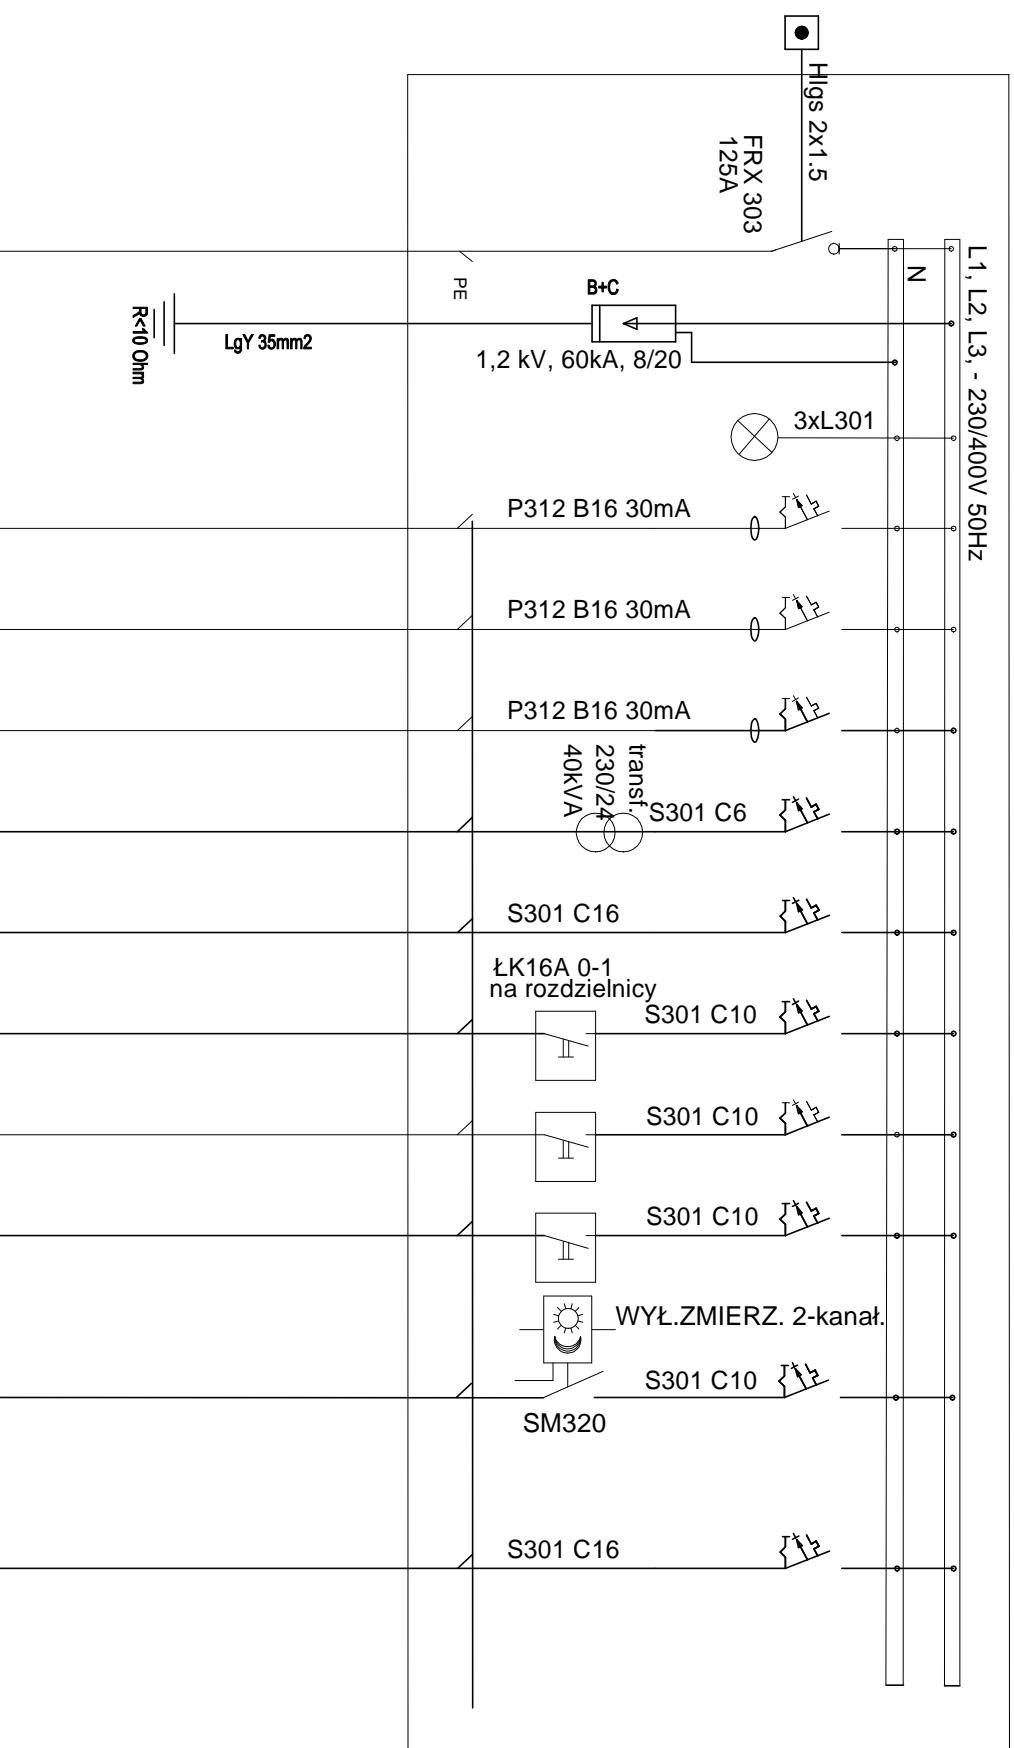 HIgs 2x1.5
FRX 303
125A
L1, L2, L3, - 230/400V 50Hz
N
PE
B+C
R<10 Ohm
LgY 35mm2
1,2 kV, 60kA, 8/20
3xL301
P312 B16 30mA
P312 B16 30mA
P312 B16 30mA
transf.
230/24
40kVA
S301 C6
S301 C16
ŁK16A 0-1
na rozdzielnicy
S301 C10
S301 C10
S301 C10
WYŁ.ZMIERZ. 2-kanał.
S301 C10
SM320
S301 C16